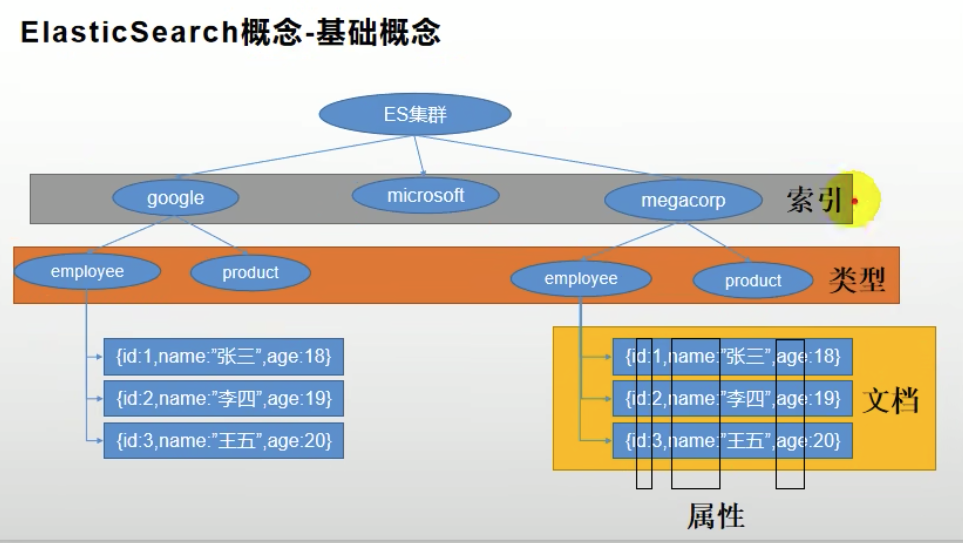 ElasticSearch概念-基础概念
ES集群
google
microsoft
megacorp
索引
employee
product
employee
product
类型
{id:1,name:”张三”,age:18}
{id:2,name:”李四”,age:19}
{id:3,name:”王五”,age:20}
{id:1,name:”张三”,age:18}
{id:2,name:”李四”,age:19}
{id:3,name:”王五”,age:20}
文档
属性